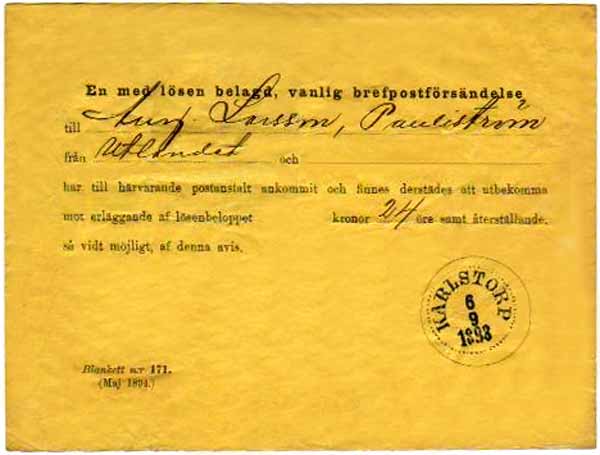 En med lösen belagd, vanlig brefpostförsändelse
till Aug. Larsson, Pauliström
från Utlandet och
har till härvarande postanstalt ankommit och finnes derstädes att utbekomma
mot erläggande af lösenbeloppet kronor 24 öre samt återställande,
så vidt möjligt, af denna avis.
KARLSTORP
6
9
1893
Blankett n:r 171.
(Maj 1891.)